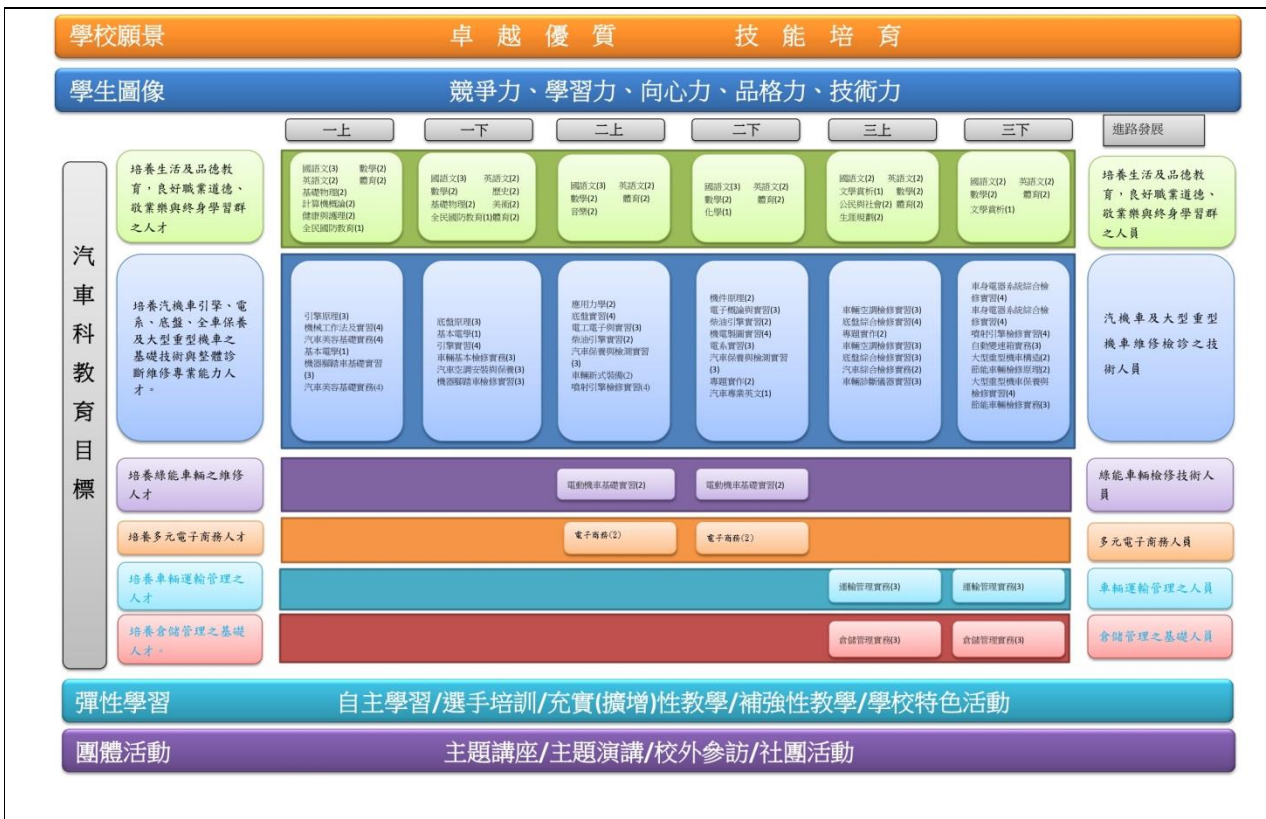 學校願景 卓越優質 技能培育
學生圖像 競爭力、學習力、向心力、品格力、技術力
一上 一下 二上 二下 三上 三下 進路發展
汽車科教育目標
培養生活及品德教
育，良好職業道德、
敬業樂與終身學習群
之人才
國語文(3) 數學(2)
英語文(2) 體育(2)
基礎物理(2)
計算機概論(2)
健康與護理(2)
全民國防教育(1)
國語文(3) 英語文(2)
數學(2) 歷史(2)
基礎物理(2) 美術(2)
全民國防教育(1)體育(2)
國語文(3) 英語文(2)
數學(2) 體育(2)
音樂(2)
國語文(3) 英語文(2)
數學(2) 體育(2)
化學(1)
國語文(2) 英語文(2)
文學賞析(1) 數學(2)
公民與社會(2) 體育(2)
生涯規劃(2)
國語文(2) 英語文(2)
數學(2) 體育(2)
文學賞析(1)
培養生活及品德教
育，良好職業道德、
敬業樂與終身學習群
之人員
培養汽機車引擎、電
系、底盤、全車保養
及大型重型機車之
基礎技術與整體診
斷維修專業能力人
才。
引擎原理(3)
機械工作法及實習(4)
汽車美容基礎實務(4)
基本電學(1)
機器腳踏車基礎實習
(3)
汽車美容基礎實務(4)
底盤原理(3)
基本電學(1)
引擎實習(4)
車輛基本檢修實務(3)
汽車空調安裝與保養(3)
機器腳踏車檢修實習(3)
應用力學(2)
底盤實習(4)
電工電子與實習(3)
柴油引擎實習(2)
汽車保養與檢測實習
(3)
車輛新式裝備(2)
噴射引擎檢修實習(4)
機件原理(2)
電子概論與實習(3)
柴油引擎實習(2)
機電製圖實習(4)
電系實習(3)
汽車保養與檢測實習
(3)
專題實作(2)
汽車專業英文(1)
車輛空調檢修實習(3)
底盤綜合檢修實習(4)
專題實作(2)
車輛空調檢修實習(3)
底盤綜合檢修實習(3)
汽車綜合檢修實務(2)
車輛診斷儀器實習(3)
車身電器系統綜合檢
修實習(4)
車身電器系統綜合檢
修實習(4)
噴射引擎檢修實習(4)
自動變速箱實務(3)
大型重型機車構造(2)
節能車輛檢修原理(2)
大型重型機車保養與
檢修實習(4)
節能車輛檢修實務(3)
汽機車及大型重型
機車維修檢診之技
術人員
培養綠能車輛之維修
人才
電動機車基礎實習(2)
電動機車基礎實習(2)
綠能車輛檢修技術人
員
培養多元電子商務人才
電子商務(2)
電子商務(2)
多元電子商務人員
培養車輛運輸管理之
人才
運輸管理實務(3)
運輸管理實務(3)
車輛運輸管理之人員
培養倉儲管理之基礎
人才。
倉儲管理實務(3)
倉儲管理實務(3)
倉儲管理之基礎人員
彈性學習 自主學習/選手培訓/充實(擴增)性教學/補強性教學/學校特色活動
團體活動 主題講座/主題演講/校外參訪/社團活動